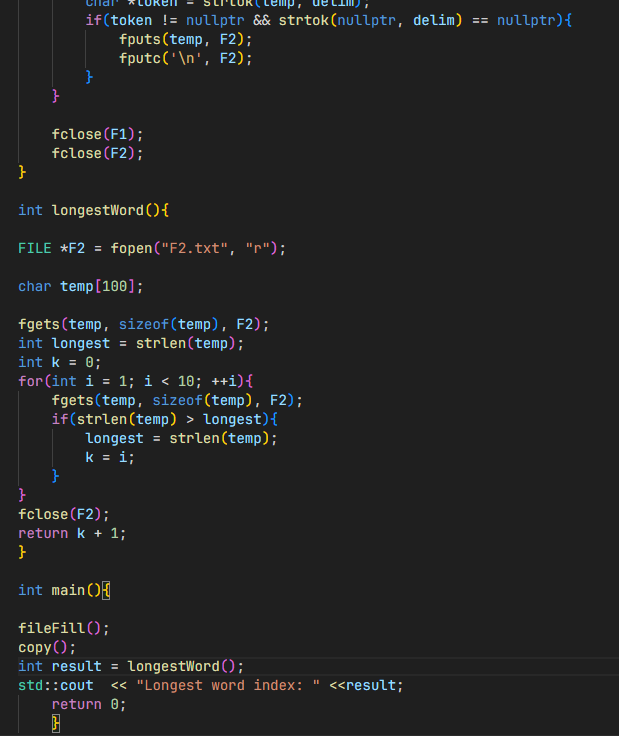 char *token = strtok(temp, delim);
if(token != nullptr && strtok(nullptr, delim) == nullptr){
fputs(temp, F2);
fputc('\n', F2);
}
}
fclose(F1);
fclose(F2);
}
int longestWord(){
FILE *F2 = fopen("F2.txt", "r");
char temp[100];
fgets(temp, sizeof(temp), F2);
int longest = strlen(temp);
int k = 0;
for(int i = 1; i < 10; ++i){
fgets(temp, sizeof(temp), F2);
if(strlen(temp) > longest){
longest = strlen(temp);
k = i;
}
}
fclose(F2);
return k + 1;
}
int main(){
fileFill();
copy();
int result = longestWord();
std::cout  << "Longest word index: " <<result;
return 0;
}